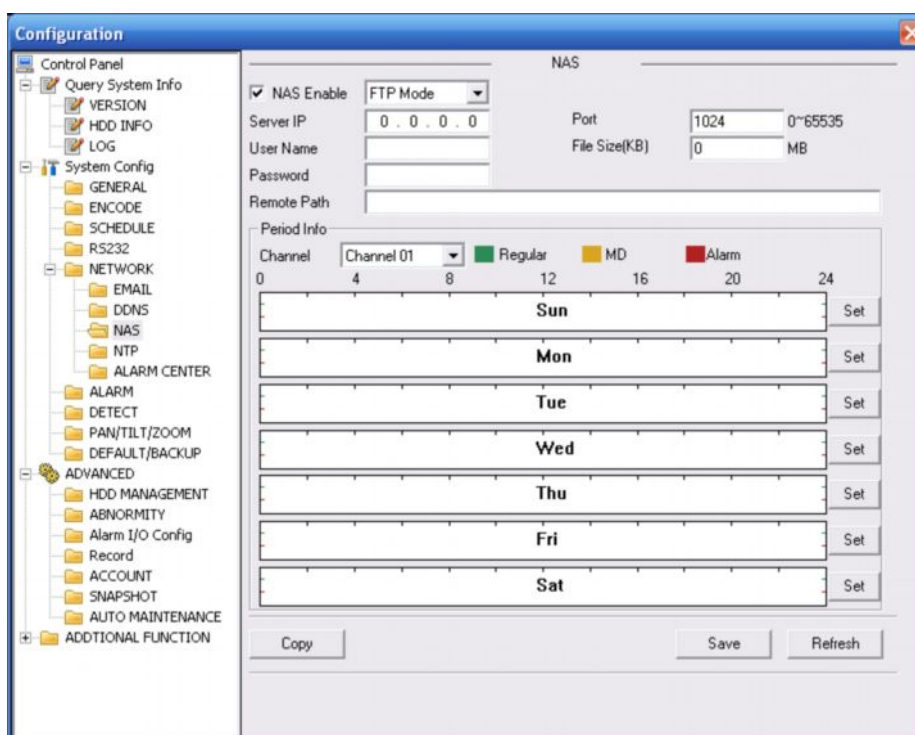 Configuration
Control Panel
Query System Info
VERSION
HDD INFO
LOG
System Config
GENERAL
ENCODE
SCHEDULE
RS232
NETWORK
EMAIL
DDNS
NAS
NTP
ALARM CENTER
ALARM
DETECT
PAN/TILT/ZOOM
DEFAULT/BACKUP
ADVANCED
HDD MANAGEMENT
ABNORMITY
Alarm I/O Config
Record
ACCOUNT
SNAPSHOT
AUTO MAINTENANCE
ADDTIONAL FUNCTION
NAS
NAS Enable FTP Mode
Server IP 0 . 0 . 0 . 0 Port 1024 0~65535
User Name File Size(KB) 0 MB
Password
Remote Path
Period Info
Channel Channel 01 Regular MD Alarm
0 4 8 12 16 20 24
Sun Set
Mon Set
Tue Set
Wed Set
Thu Set
Fri Set
Sat Set
Copy Save Refresh